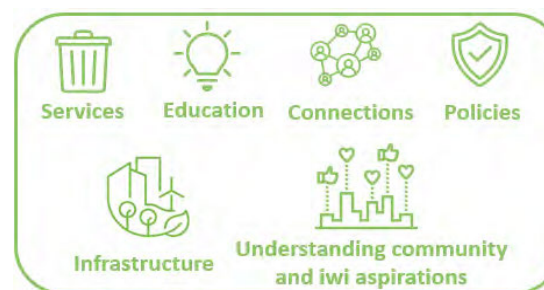 Services
Education
Connections
Policies
Infrastructure
Understanding community
and iwi aspirations